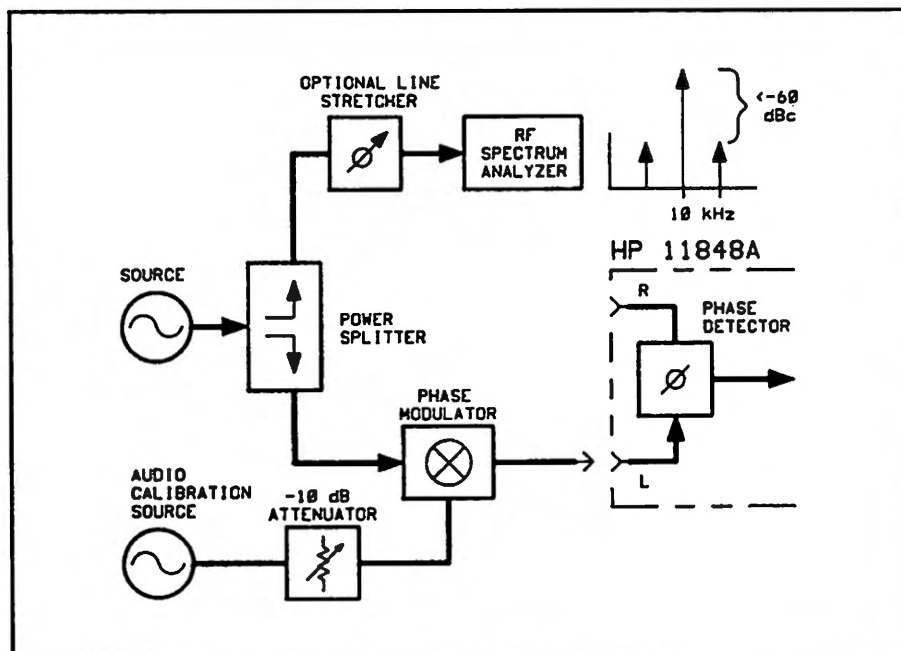 OPTIONAL LINE
STRETCHER
RF
SPECTRUM
ANALYZER
<-60
dBc
10 kHz
HP 11848A
SOURCE
POWER
SPLITTER
R
PHASE
DETECTOR
PHASE
MODULATOR
L
AUDIO
CALIBRATION
SOURCE
-10 dB
ATTENUATOR